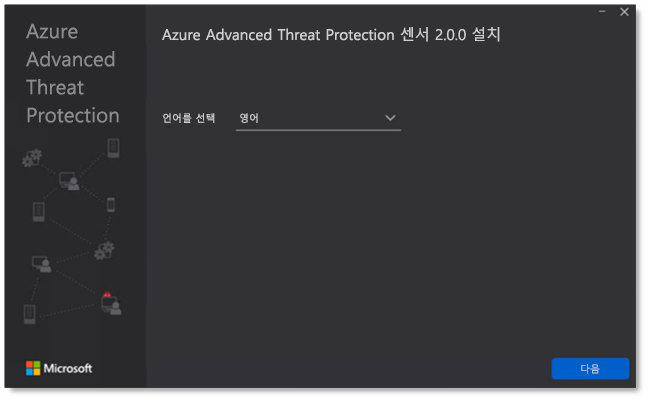 Azure
Advanced
Threat
Protection
Azure Advanced Threat Protection 센서 2.0.0 설치
언어를 선택
영어
Microsoft
다음